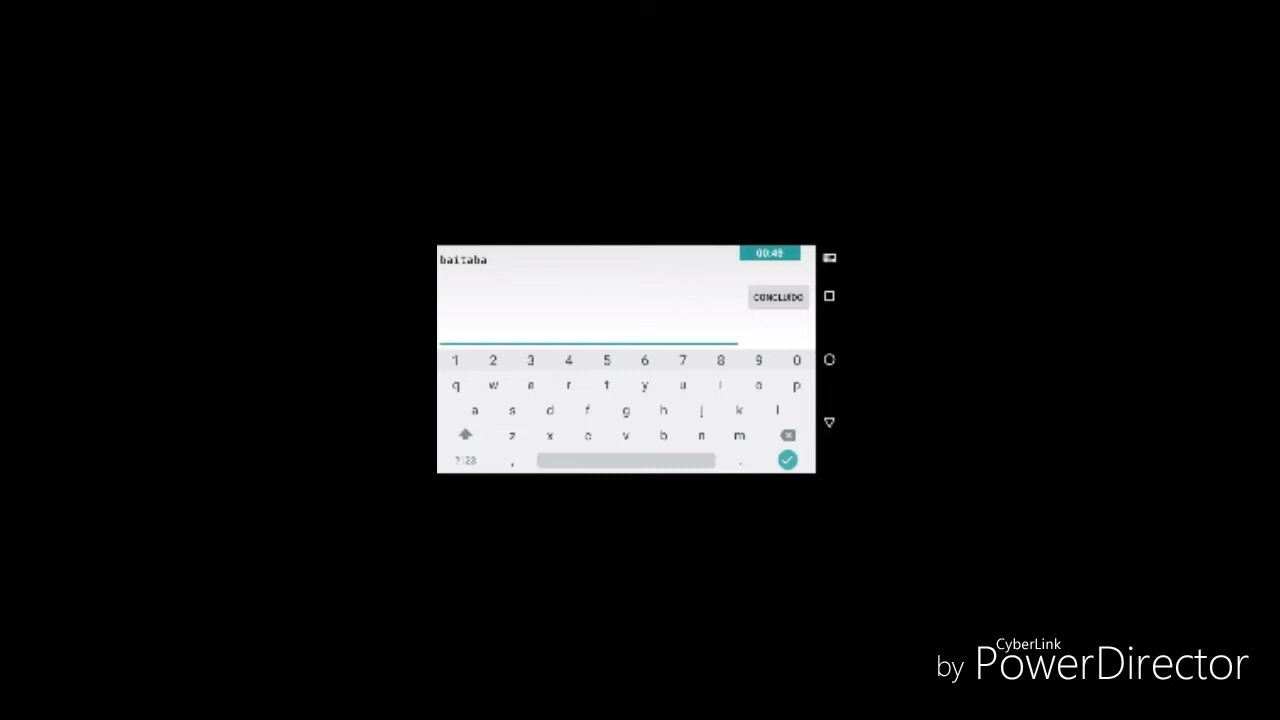 baitaba
00:49
CONCLUÍDO
1 2 3 4 5 6 7 8 9 0
q w e r t y u i o p
a s d f g h j k l
z x c v b n m
?123 , .
CyberLink
by PowerDirector